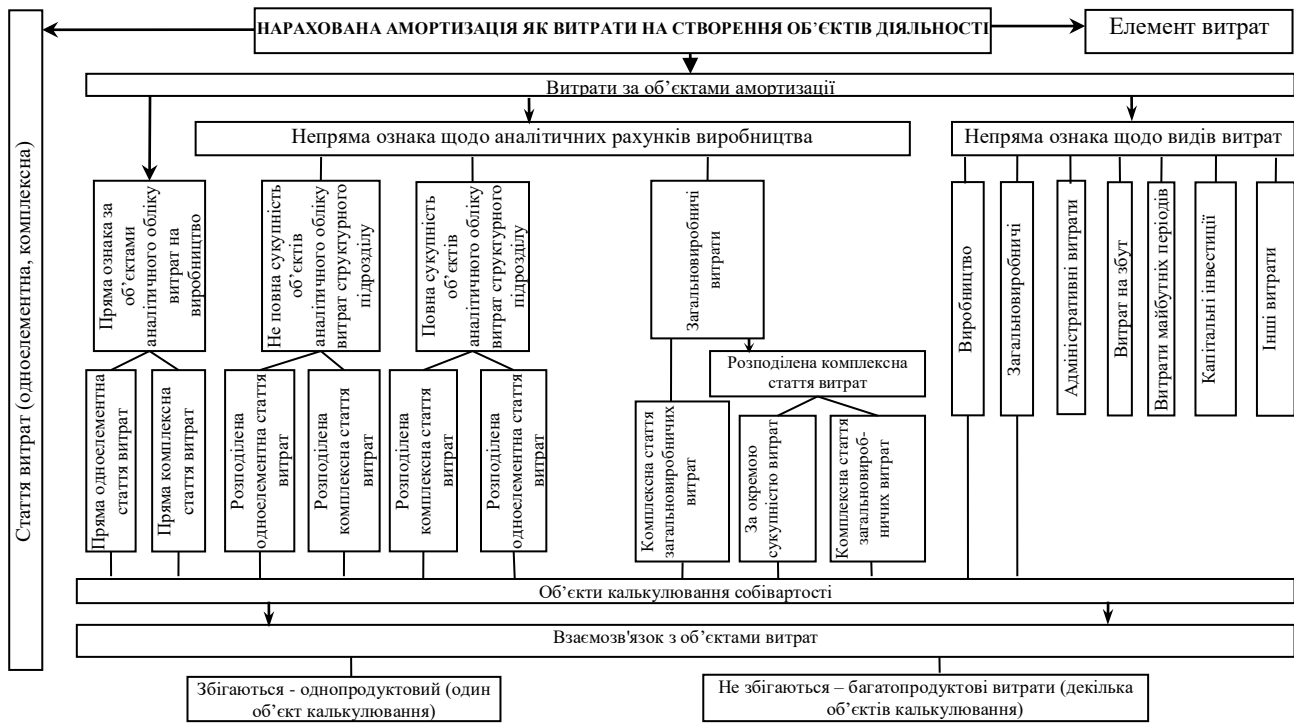 НАРАХОВАНА АМОРТИЗАЦІЯ ЯК ВИТРАТИ НА СТВОРЕННЯ ОБ’ЄКТІВ ДІЯЛЬНОСТІ
Елемент витрат
Стаття витрат (одноелементна, комплексна)
Витрати за об’єктами амортизації
Непряма ознака щодо аналітичних рахунків виробництва
Непряма ознака щодо видів витрат
Пряма ознака за
об’єктами
аналітичного обліку
витрат на
виробництво
Не повна сукупність
об’єктів
аналітичного обліку
витрат структурного
підрозділу
Повна сукупність
об’єктів
аналітичного обліку
витрат структурного
підрозділу
Загальновиробничі
витрати
Виробництво
Загальновиробничі
Адміністративні витрати
Витрат на збут
Витрати майбутніх періодів
Капітальні інвестиції
Інші витрати
Розподілена комплексна
стаття витрат
Пряма одноелементна
стаття витрат
Пряма комплексна
стаття витрат
Розподілена
одноелементна стаття
витрат
Розподілена
комплексна стаття
витрат
Розподілена
комплексна стаття
витрат
Розподілена
одноелементна стаття
витрат
Комплексна стаття
загальновиробничих
витрат
За окремою
сукупністю витрат
Комплексна стаття
загальновироб-
ничих витрат
Об’єкти калькулювання собівартості
Взаємозв'язок з об’єктами витрат
Збігаються - однопродуктовий (один
об’єкт калькулювання)
Не збігаються – багатопродуктові витрати (декілька
об’єктів калькулювання)